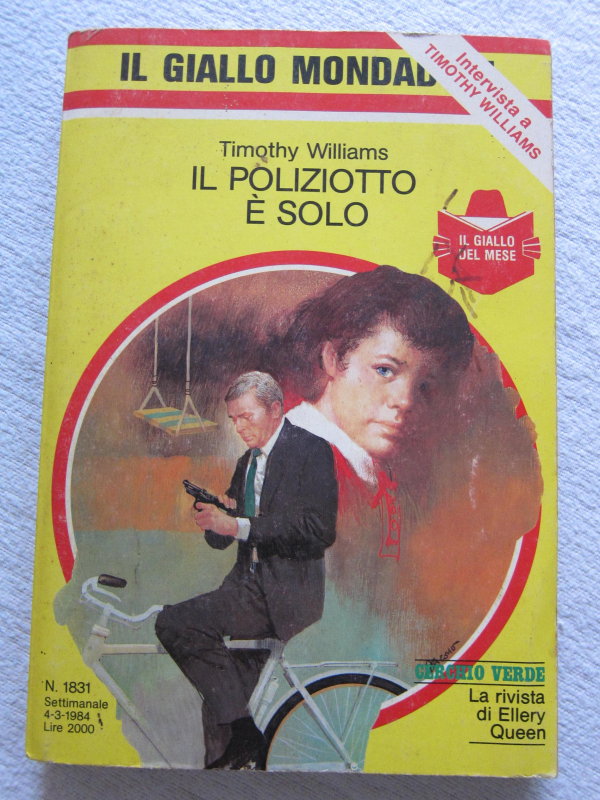 IL GIALLO MONDAD
Intervista a
TIMOTHY WILLIAMS
Timothy Williams
IL POLIZIOTTO
È SOLO
IL GIALLO
DEL MESE
CERCHIO VERDE
La rivista
di Ellery
Queen
N. 1831
Settimanale
4-3-1984
Lire 2000